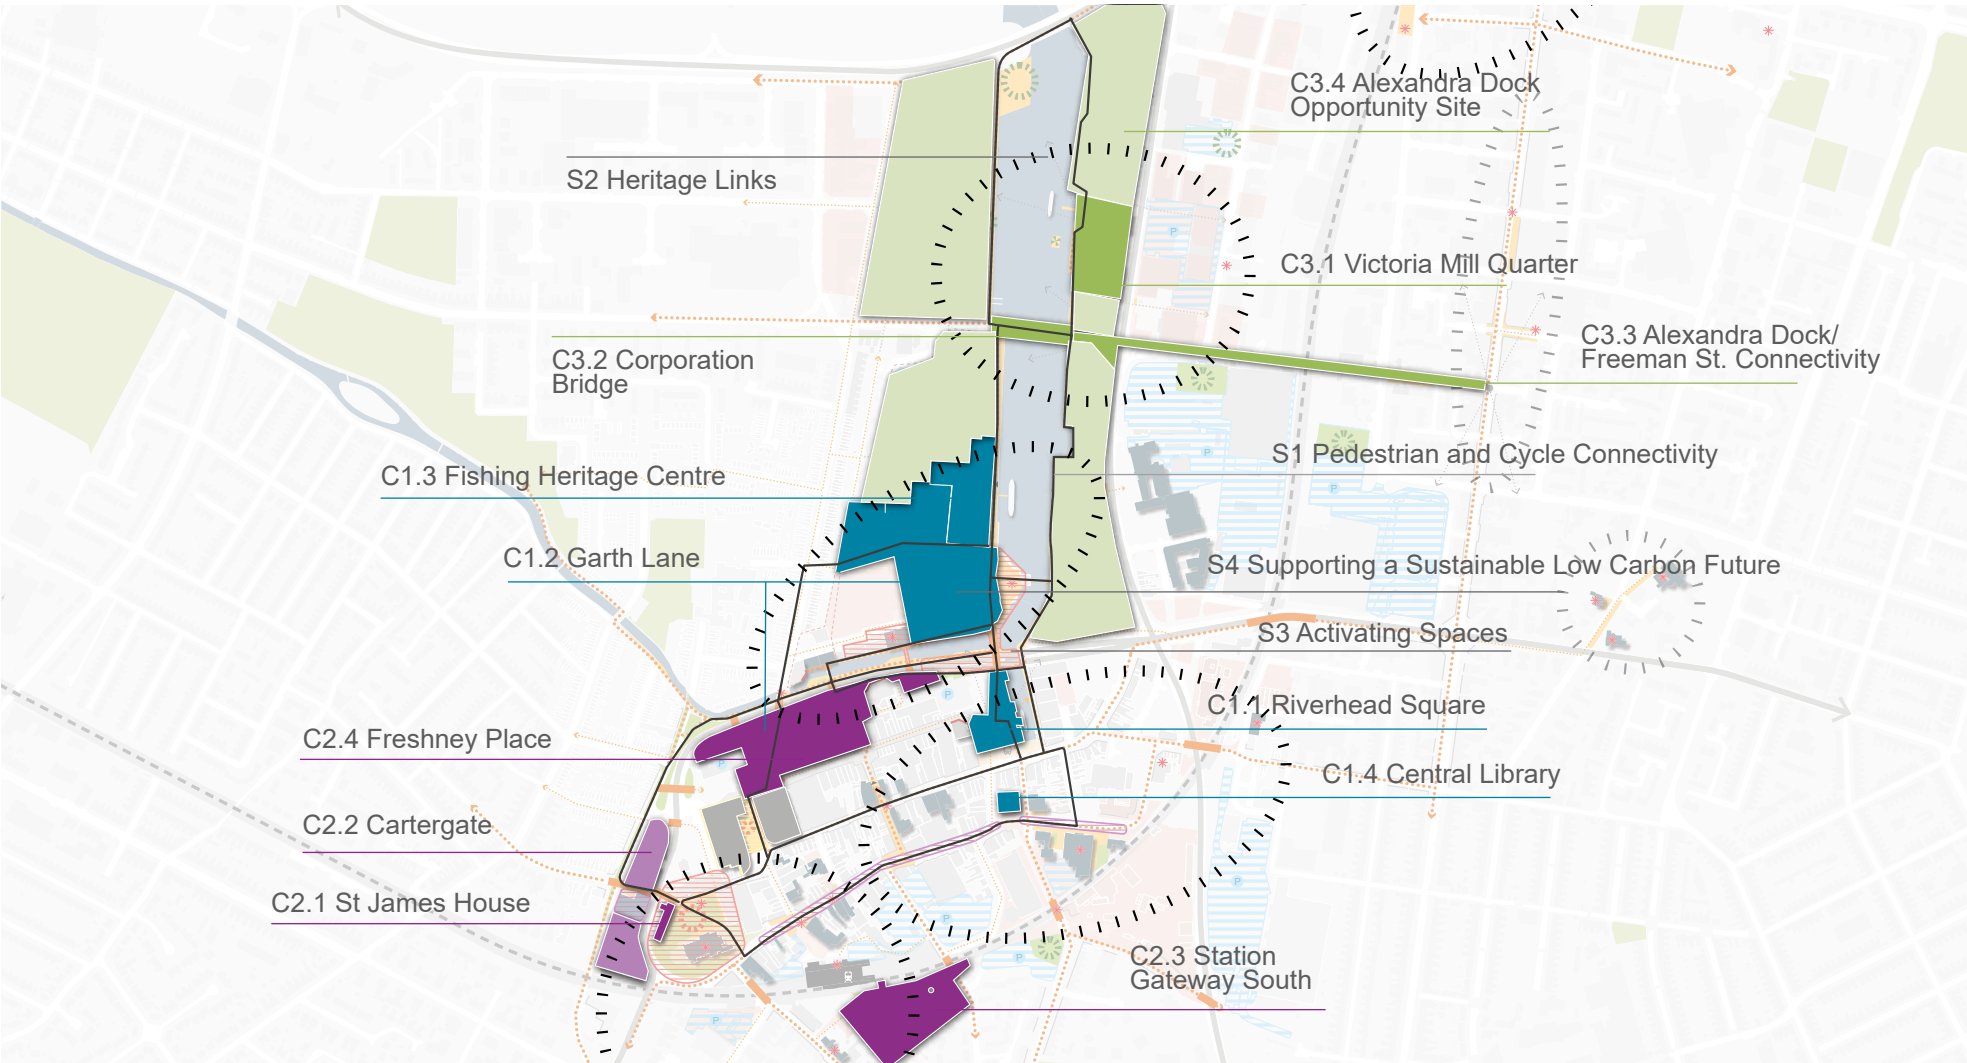 C3.4 Alexandra Dock
Opportunity Site
S2 Heritage Links
C3.1 Victoria Mill Quarter
C3.3 Alexandra Dock/
Freeman St. Connectivity
C3.2 Corporation
Bridge
S1 Pedestrian and Cycle Connectivity
C1.3 Fishing Heritage Centre
C1.2 Garth Lane
S4 Supporting a Sustainable Low Carbon Future
S3 Activating Spaces
C1.1 Riverhead Square
C2.4 Freshney Place
C1.4 Central Library
C2.2 Cartergate
C2.1 St James House
C2.3 Station
Gateway South
P
P
P
P
P
P
P
P
P